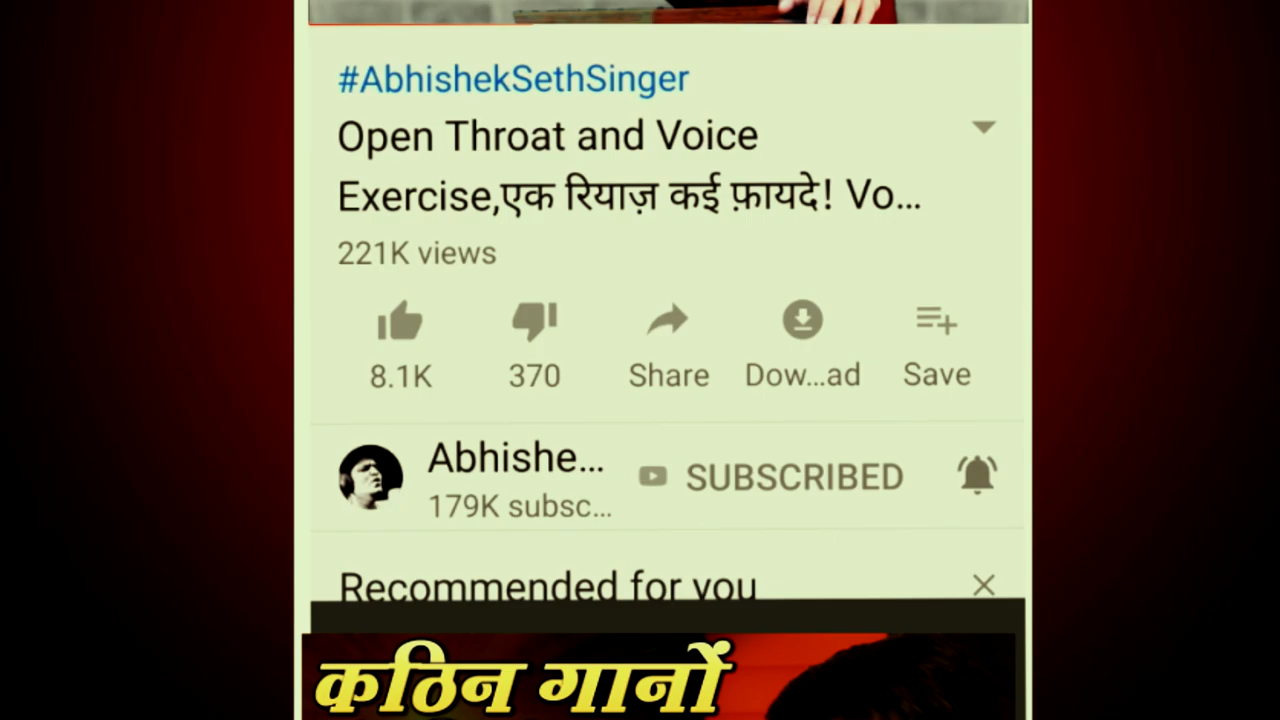 #AbhishekSethSinger
Open Throat and Voice
Exercise,एक रियाज़ कई फ़ायदे! Vo...
221K views
8.1K 370 Share Dow...ad Save
Abhishe... SUBSCRIBED
179K subsc...
Recommended for you
कठिन गानों